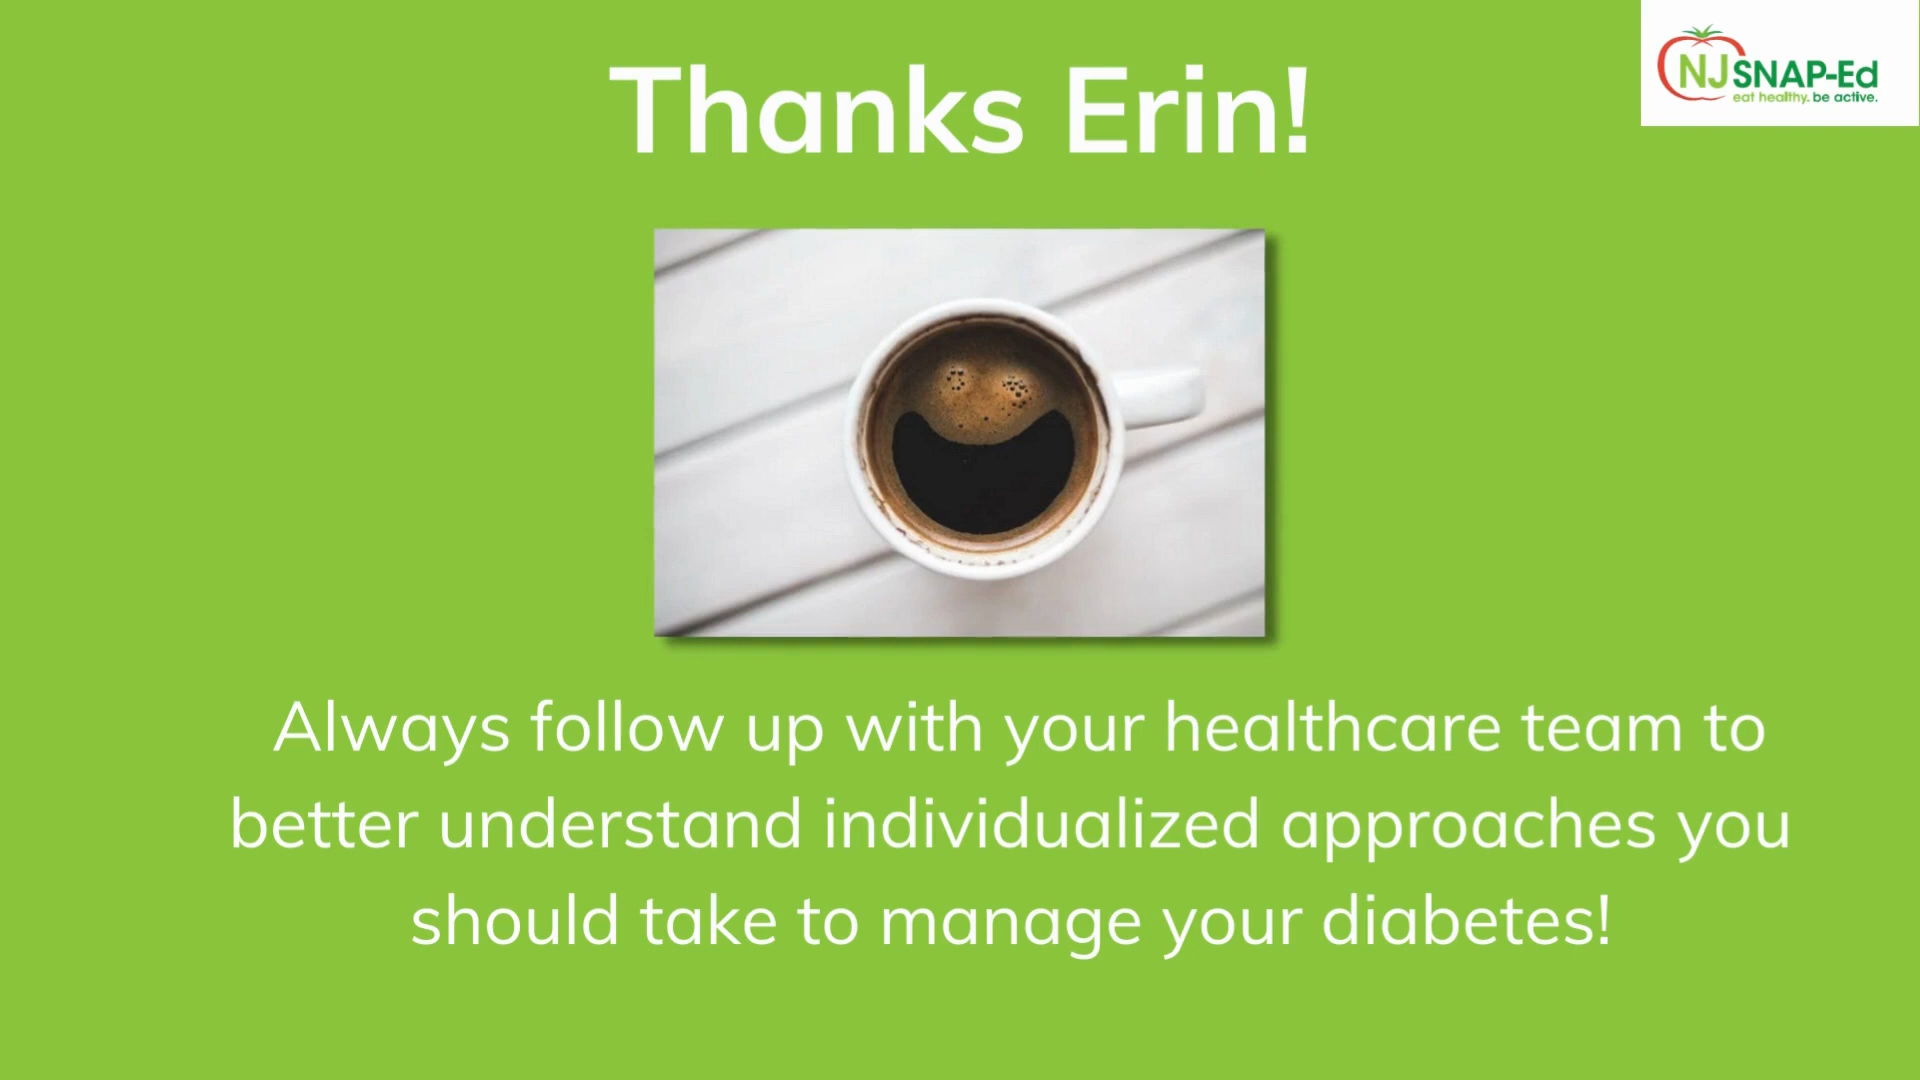 Thanks Erin!
NJ SNAP-Ed
eat healthy. be active.
Always follow up with your healthcare team to
better understand individualized approaches you
should take to manage your diabetes!